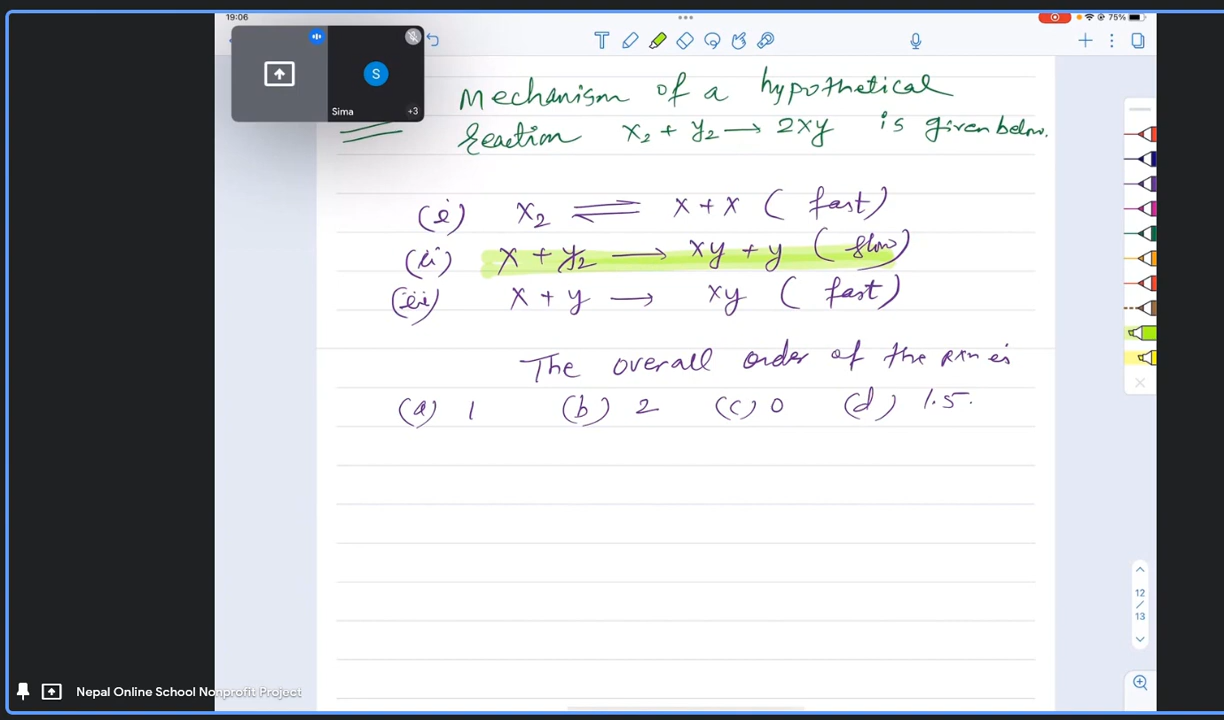 19:06
75%
S
Sima
+3
T
Mechanism of a hypothetical
reaction x₂ + y₂ → 2xy is given below.
(i) x₂ ⇌ x + x (fast)
(ii) x + y₂ → xy + y (slow)
(iii) x + y → xy (fast)
The overall order of the rxn is
(a) 1 (b) 2 (c) 0 (d) 1.5.
12
/
13
Nepal Online School Nonprofit Project